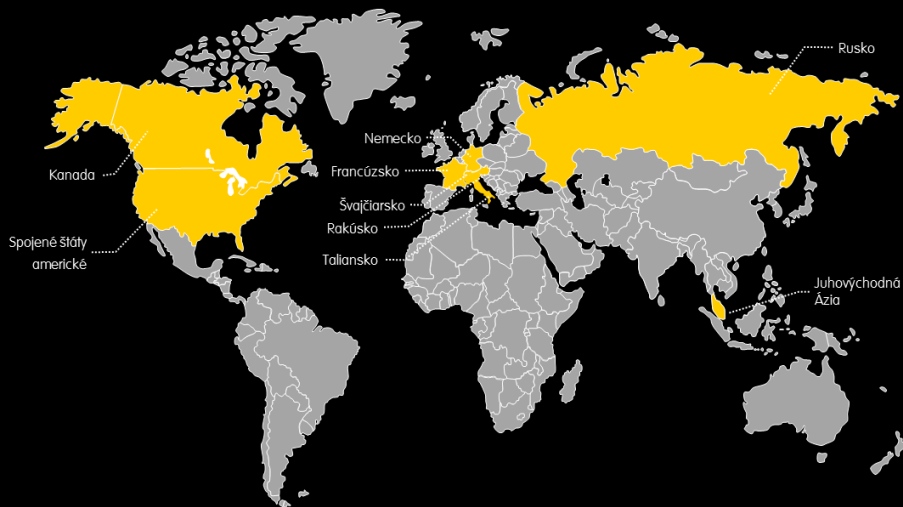 Rusko
Nemecko
Kanada
Francúzsko
Švajčiarsko
Rakúsko
Spojené štáty
americké
Taliansko
Juhovýchodná
Ázia